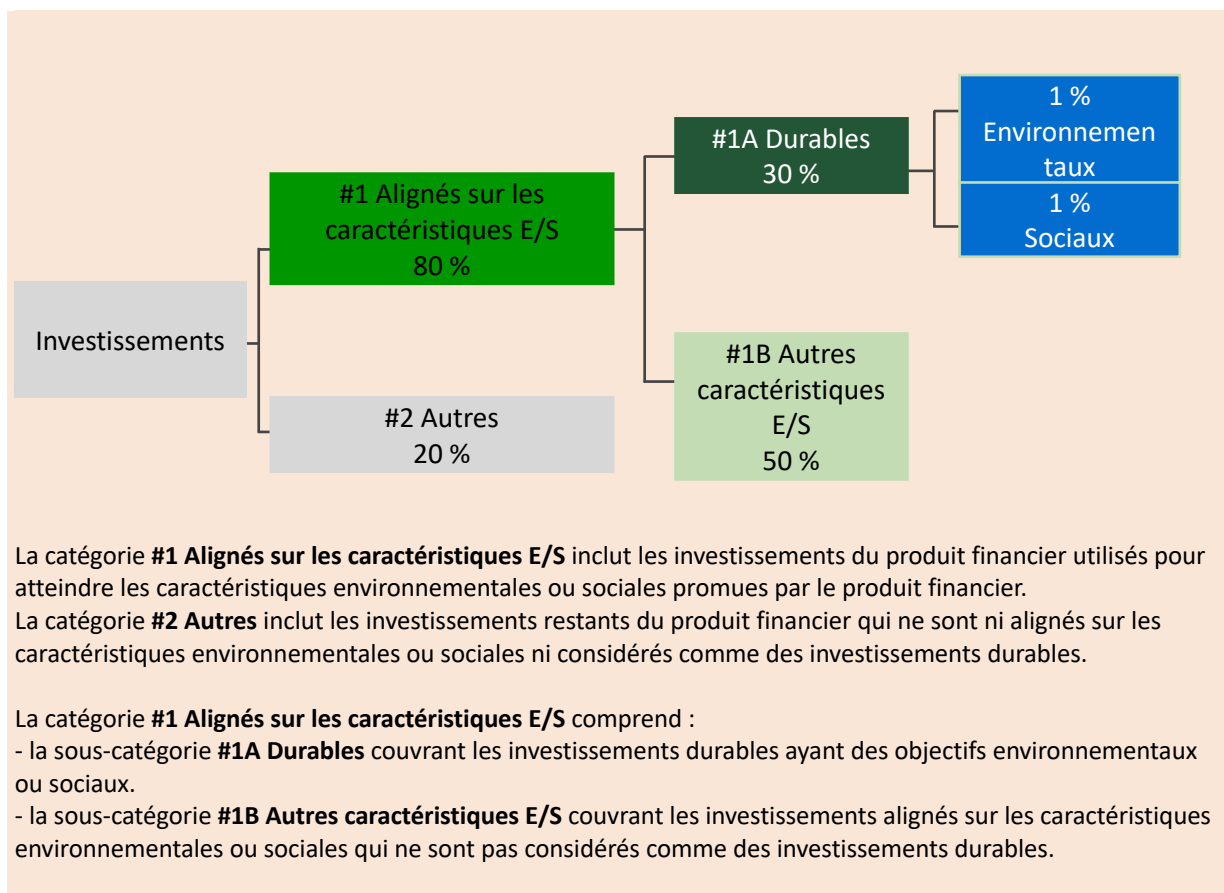 1 %
Environnemen
taux
#1A Durables
30 %
1 %
Sociaux
#1 Alignés sur les
caractéristiques E/S
80 %
Investissements
#1B Autres
caractéristiques
E/S
50 %
#2 Autres
20 %
La catégorie #1 Alignés sur les caractéristiques E/S inclut les investissements du produit financier utilisés pour
atteindre les caractéristiques environnementales ou sociales promues par le produit financier.
La catégorie #2 Autres inclut les investissements restants du produit financier qui ne sont ni alignés sur les
caractéristiques environnementales ou sociales ni considérés comme des investissements durables.
La catégorie #1 Alignés sur les caractéristiques E/S comprend :
- la sous-catégorie #1A Durables couvrant les investissements durables ayant des objectifs environnementaux
ou sociaux.
- la sous-catégorie #1B Autres caractéristiques E/S couvrant les investissements alignés sur les caractéristiques
environnementales ou sociales qui ne sont pas considérés comme des investissements durables.